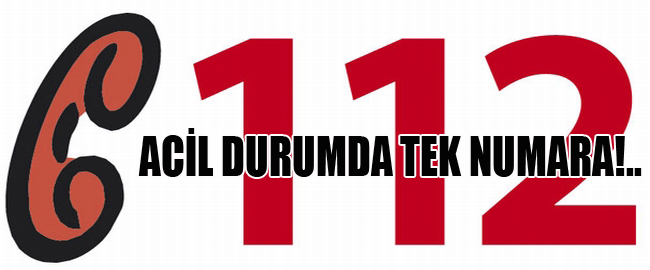 112
ACİL DURUMDA TEK NUMARA!..